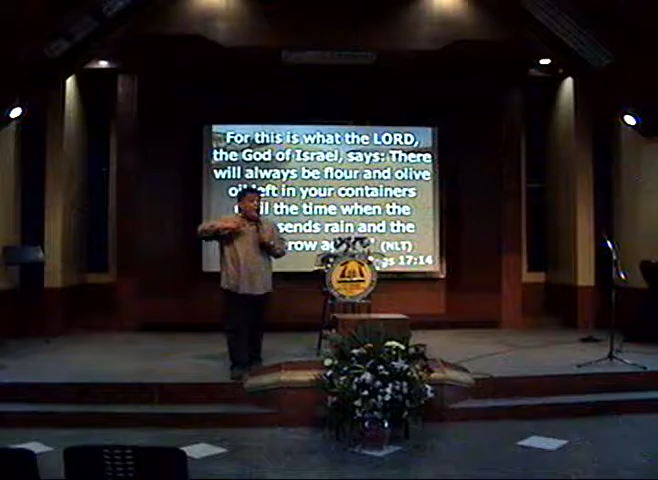 For this is what the LORD,
the God of Israel, says: There
will always be flour and olive
oil left in your containers
the time when the
sends rain and the
(NLT)
17:14